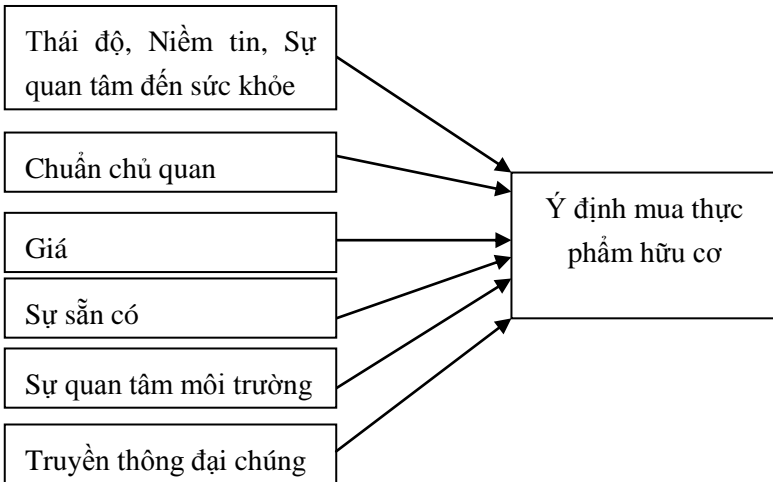 Thái độ, Niềm tin, Sự
quan tâm đến sức khỏe
Chuẩn chủ quan
Giá
Sự sẵn có
Sự quan tâm môi trường
Truyền thông đại chúng
Ý định mua thực
phẩm hữu cơ